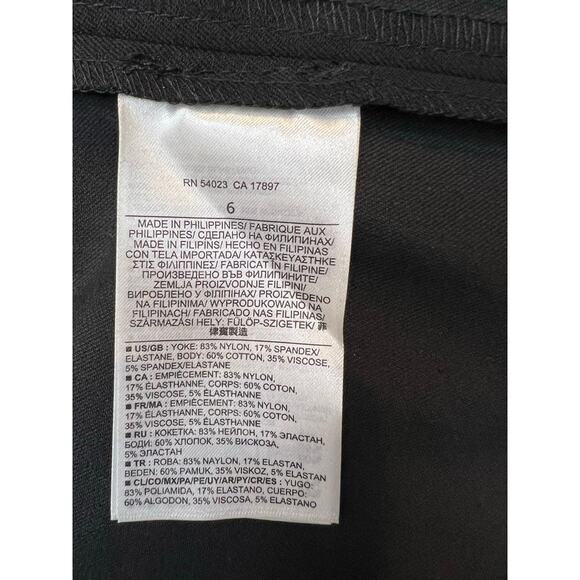 RN 54023 CA 17897
6
MADE IN PHILIPPINES/ FABRIQUE AUX
PHILIPPINES/ СДЕЛАНО НА ФИЛИПИНАХ/
MADE IN FILIPINS/ HECHO EN FILIPINAS
CON TELA IMPORTADA/ ΚΑΤΑΣΚΕΥΑΣΤΗΚΕ
ΣΤΙΣ ΦΙΛΙΠΠΙΝΕΣ/ FABRICAT ÎN FILIPINE/
ПРОИЗВЕДЕНО ВЪВ ФИЛИПИНИТЕ/
ZEMLJA PROIZVODNJE FILIPINI/
ВИРОБЛЕНО У ФІЛІПІНАХ/ PROIZVEDENO
NA FILIPINIMA/ WYPRODUKOWANO NA
FILIPINACH/ FABRICADO NAS FILIPINAS/
SZÁRMAZÁSI HELY: FÜLÖP-SZIGETEK/ 菲
律賓製造
■ US/GB : YOKE: 83% NYLON, 17% SPANDEX/
ELASTANE, BODY: 60% COTTON, 35% VISCOSE,
5% SPANDEX/ELASTANE
■ CA : EMPIÈCEMENT: 83% NYLON,
17% ÉLASTHANNE, CORPS: 60% COTON,
35% VISCOSE, 5% ÉLASTHANNE
■ FR/MA : EMPIÈCEMENT: 83% NYLON,
17% ÉLASTHANNE, CORPS: 60% COTON,
35% VISCOSE, 5% ÉLASTHANNE
■ RU : КОКЕТКА: 83% НЕЙЛОН, 17% ЭЛАСТАН,
БОДИ: 60% ХЛОПОК, 35% ВИСКОЗА,
5% ЭЛАСТАН
■ TR : ROBA: 83% NAYLON, 17% ELASTAN,
BEDEN: 60% PAMUK, 35% VISKOZ, 5% ELASTAN
■ CL/CO/MX/PA/PE/UY/AR/PY/CR/ES : YUGO:
83% POLIAMIDA, 17% ELASTANO, CUERPO:
60% ALGODON, 35% VISCOSA, 5% ELASTANO